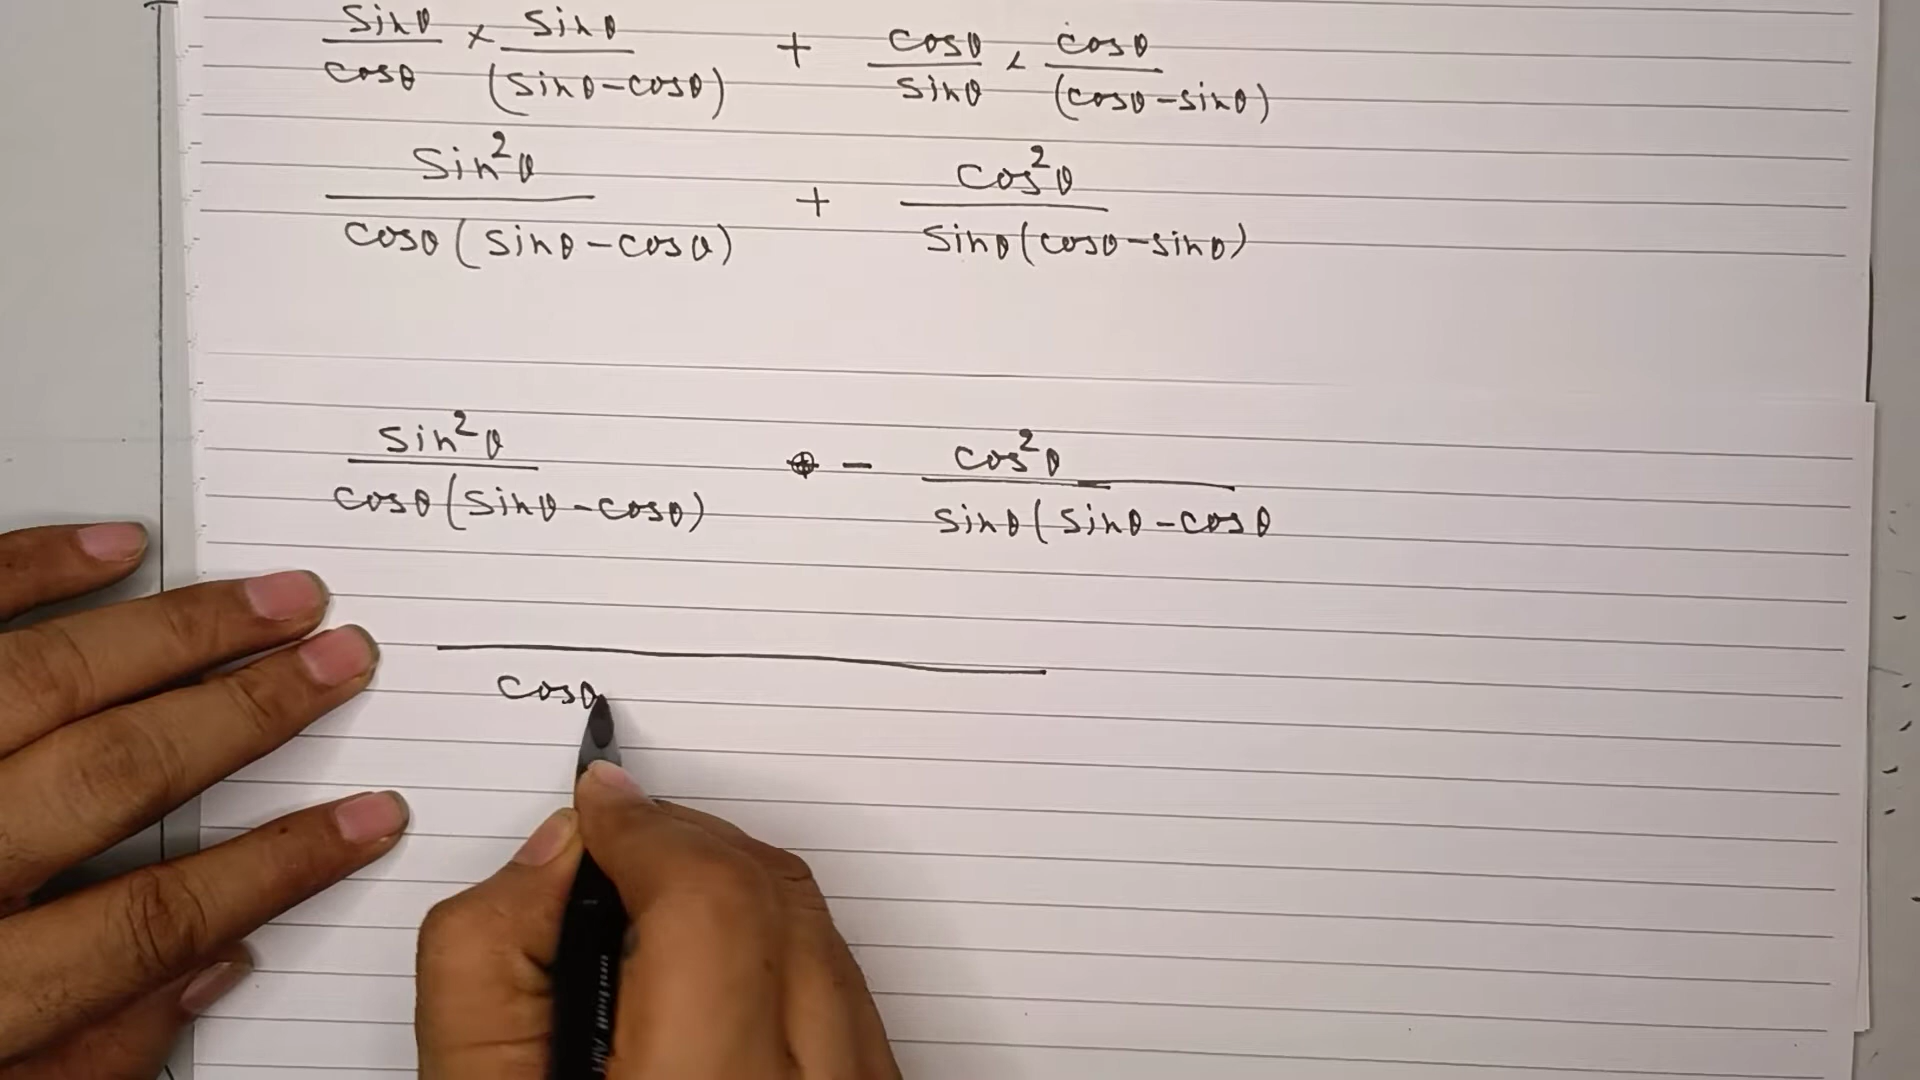 sinθ/cosθ × sinθ/(sinθ-cosθ) + cosθ/sinθ × cosθ/(cosθ-sinθ)
sin²θ/cosθ(sinθ-cosθ) + cos²θ/sinθ(cosθ-sinθ)
sin²θ/cosθ(sinθ-cosθ) - cos²θ/sinθ(sinθ-cosθ
cosθ